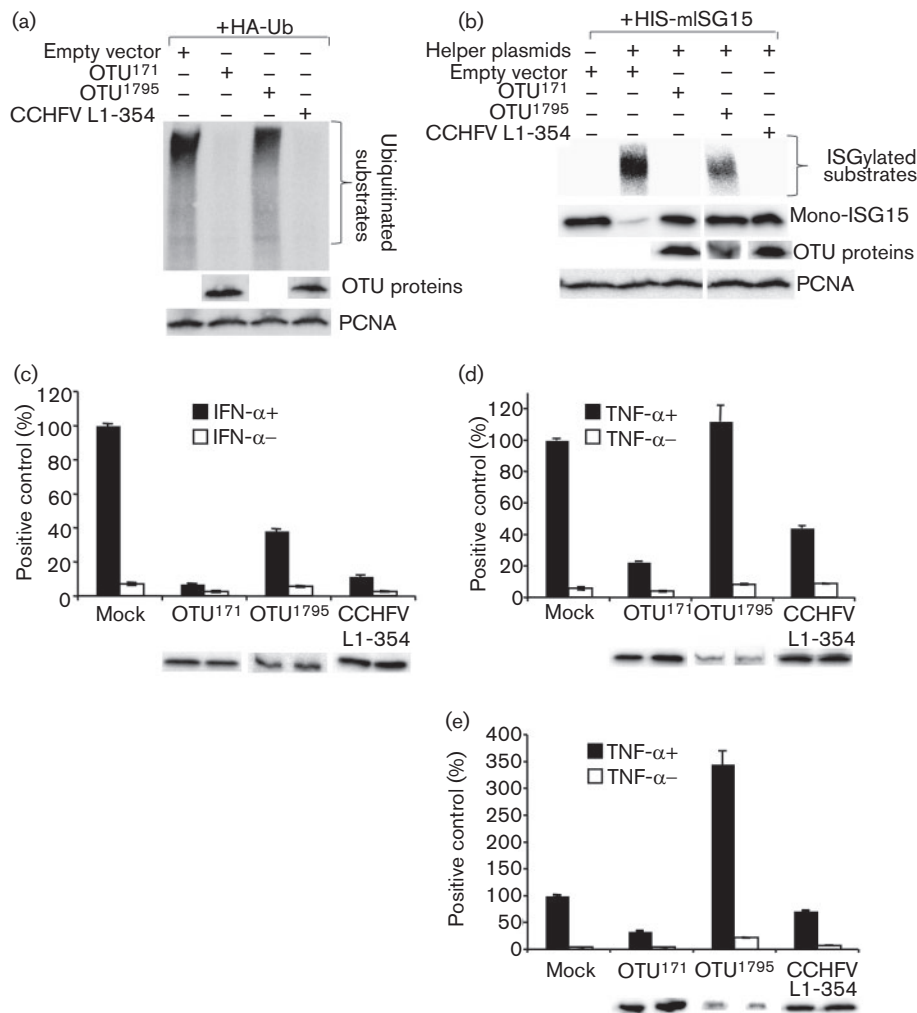 (a)
+HA-Ub
Empty vector + – – –
OTU171 – + – –
OTU1795 – – + –
CCHFV L1-354 – – – +
Ubiquitinated substrates
OTU proteins
PCNA
(b)
+HIS-mISG15
Helper plasmids – + + + +
Empty vector + + – – –
OTU171 – – + – –
OTU1795 – – – + –
CCHFV L1-354 – – – – +
ISGylated
substrates
Mono-ISG15
OTU proteins
PCNA
(c)
Positive control (%)
120
100
80
60
40
20
0
IFN-α+
IFN-α–
Mock
OTU171
OTU1795
CCHFV
L1-354
(d)
Positive control (%)
120
100
80
60
40
20
0
TNF-α+
TNF-α–
Mock
OTU171
OTU1795
CCHFV
L1-354
(e)
Positive control (%)
400
350
300
250
200
150
100
50
0
TNF-α+
TNF-α–
Mock
OTU171
OTU1795
CCHFV
L1-354